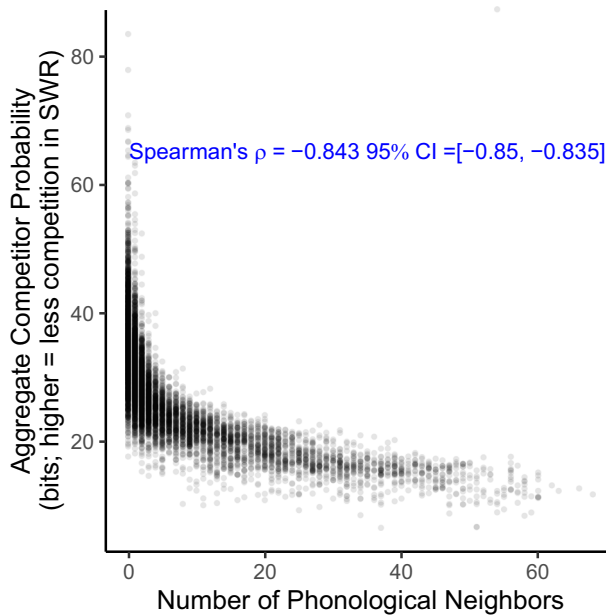 Aggregate Competitor Probability
(bits; higher = less competition in SWR)
80
60
40
20
Spearman's ρ = −0.843 95% CI =[−0.85, −0.835]
0
20
40
60
Number of Phonological Neighbors